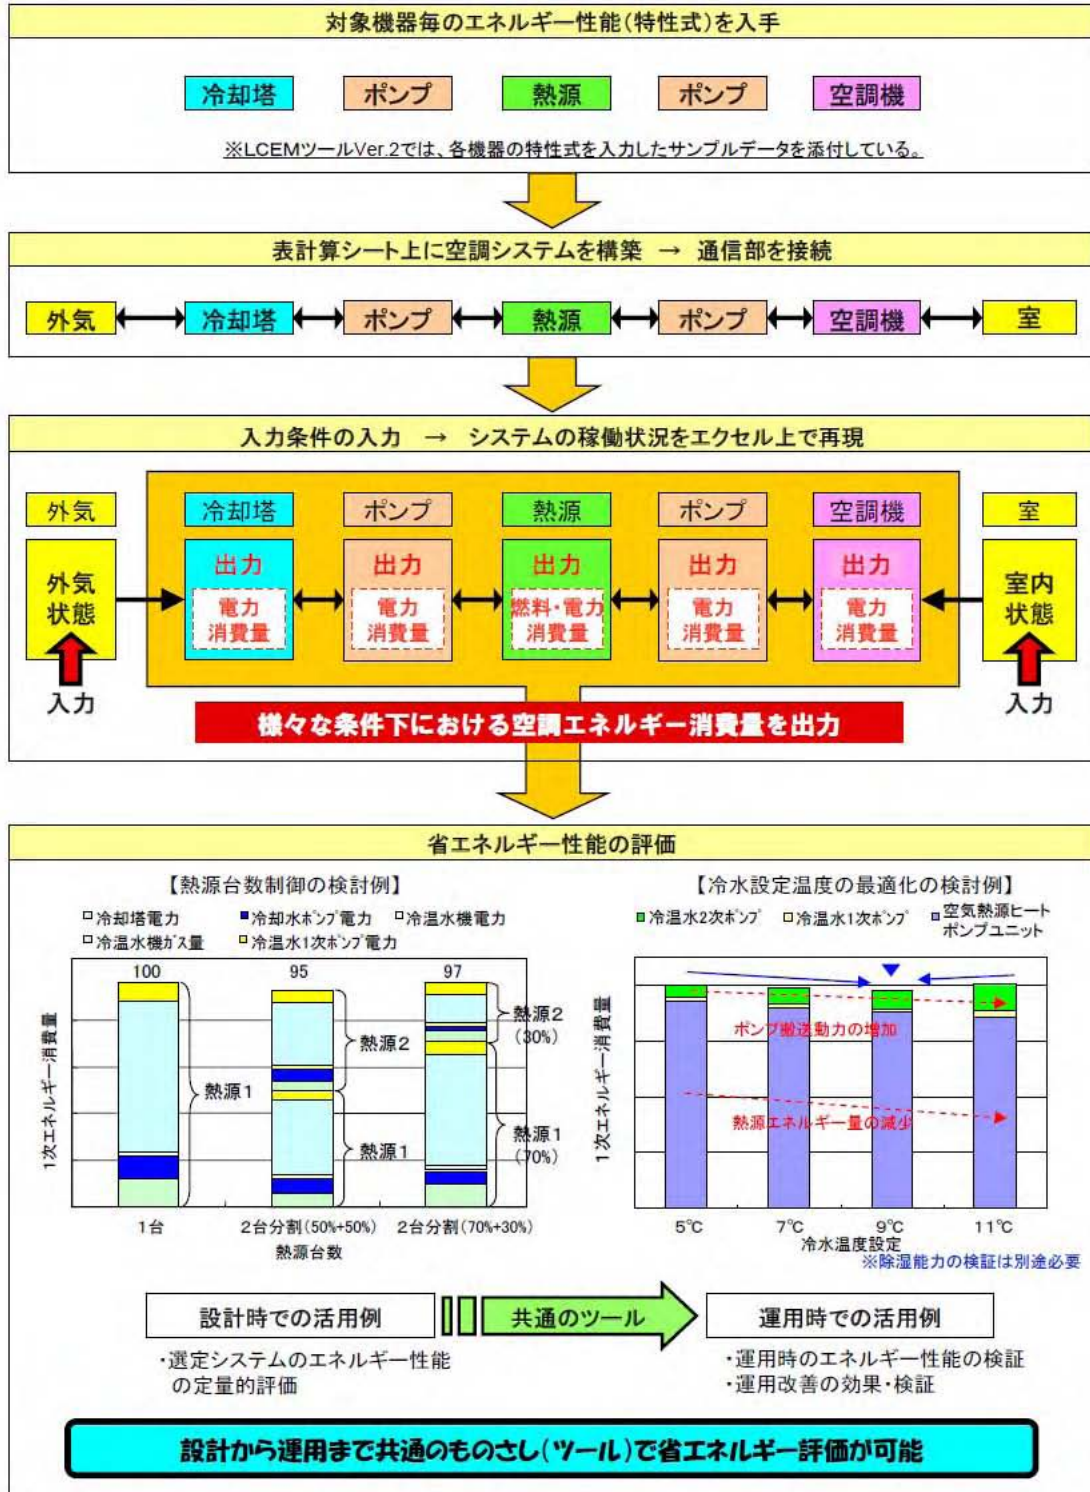 対象機器毎のエネルギー性能(特性式)を入手
冷却塔 ポンプ 熱源 ポンプ 空調機
※LCEMツールVer.2では、各機器の特性式を入力したサンプルデータを添付している。
表計算シート上に空調システムを構築 → 通信部を接続
外気 冷却塔 ポンプ 熱源 ポンプ 空調機 室
入力条件の入力 → システムの稼働状況をエクセル上で再現
外気 冷却塔 ポンプ 熱源 ポンプ 空調機 室
外気
状態
出力
電力
消費量
出力
電力
消費量
出力
燃料・電力
消費量
出力
電力
消費量
出力
電力
消費量
室内
状態
入力
入力
様々な条件下における空調エネルギー消費量を出力
省エネルギー性能の評価
【熱源台数制御の検討例】
冷却塔電力 冷却水ポンプ電力 冷温水機電力
冷温水機ガス量 冷温水1次ポンプ電力
1次エネルギー消費量
100 95 97
熱源1
熱源2
熱源1
熱源2
(30%)
熱源1
(70%)
1台 2台分割(50%+50%) 2台分割(70%+30%)
熱源台数
【冷水設定温度の最適化の検討例】
冷温水2次ポンプ 冷温水1次ポンプ 空気熱源ヒート
ポンプユニット
1次エネルギー消費量
ポンプ搬送動力の増加
熱源エネルギー量の減少
5℃ 7℃ 9℃ 11℃
冷水温度設定
※除湿能力の検証は別途必要
設計時での活用例
共通のツール
運用時での活用例
・選定システムのエネルギー性能
の定量的評価
・運用時のエネルギー性能の検証
・運用改善の効果・検証
設計から運用まで共通のものさし(ツール)で省エネルギー評価が可能